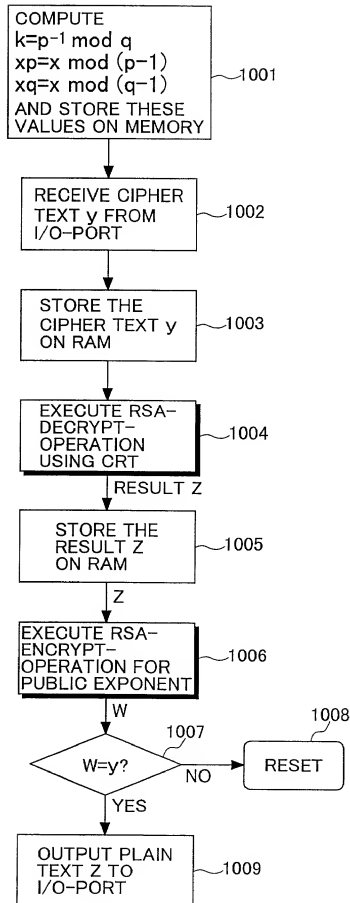 COMPUTE
k=p⁻¹ mod q
xp=x mod (p-1)
xq=x mod (q-1)
AND STORE THESE
VALUES ON MEMORY
1001
RECEIVE CIPHER
TEXT y FROM
I/O-PORT
1002
STORE THE
CIPHER TEXT y
ON RAM
1003
EXECUTE RSA-
DECRYPT-
OPERATION
USING CRT
1004
RESULT Z
STORE THE
RESULT Z
ON RAM
1005
Z
EXECUTE RSA-
ENCRYPT-
OPERATION FOR
PUBLIC EXPONENT
1006
W
1007
W=y?
NO
1008
RESET
YES
OUTPUT PLAIN
TEXT Z TO
I/O-PORT
1009